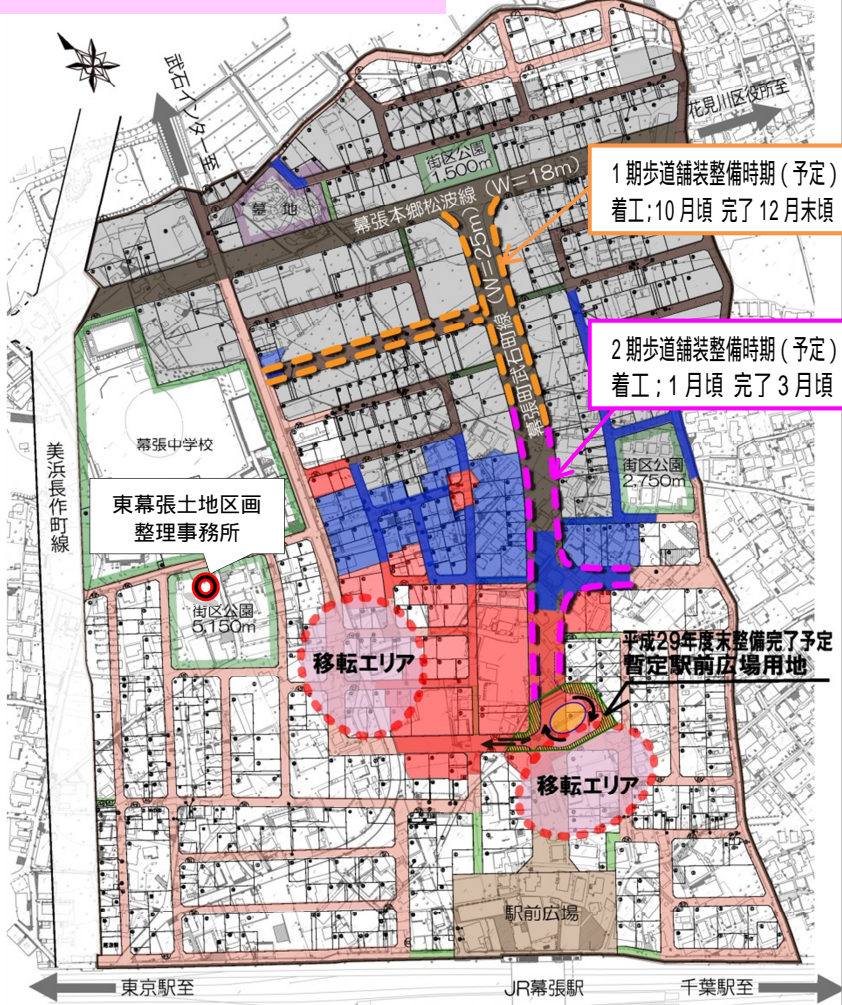 武石インター至
花見川区役所至
街区公園
1,500㎡
墓 地
幕張本郷松波線 (W=18m)
1期歩道舗装整備時期(予定)
着工;10月頃 完了12月末頃
幕張町武石町線 (W=25m)
2期歩道舗装整備時期(予定)
着工;1月頃 完了3月頃
幕張中学校
美浜長作町線
街区公園
2,750㎡
東幕張土地区画
整理事務所
街区公園
5,150㎡
移転エリア
平成29年度末整備完了予定
暫定駅前広場用地
移転エリア
駅前広場
東京駅至
JR幕張駅
千葉駅至